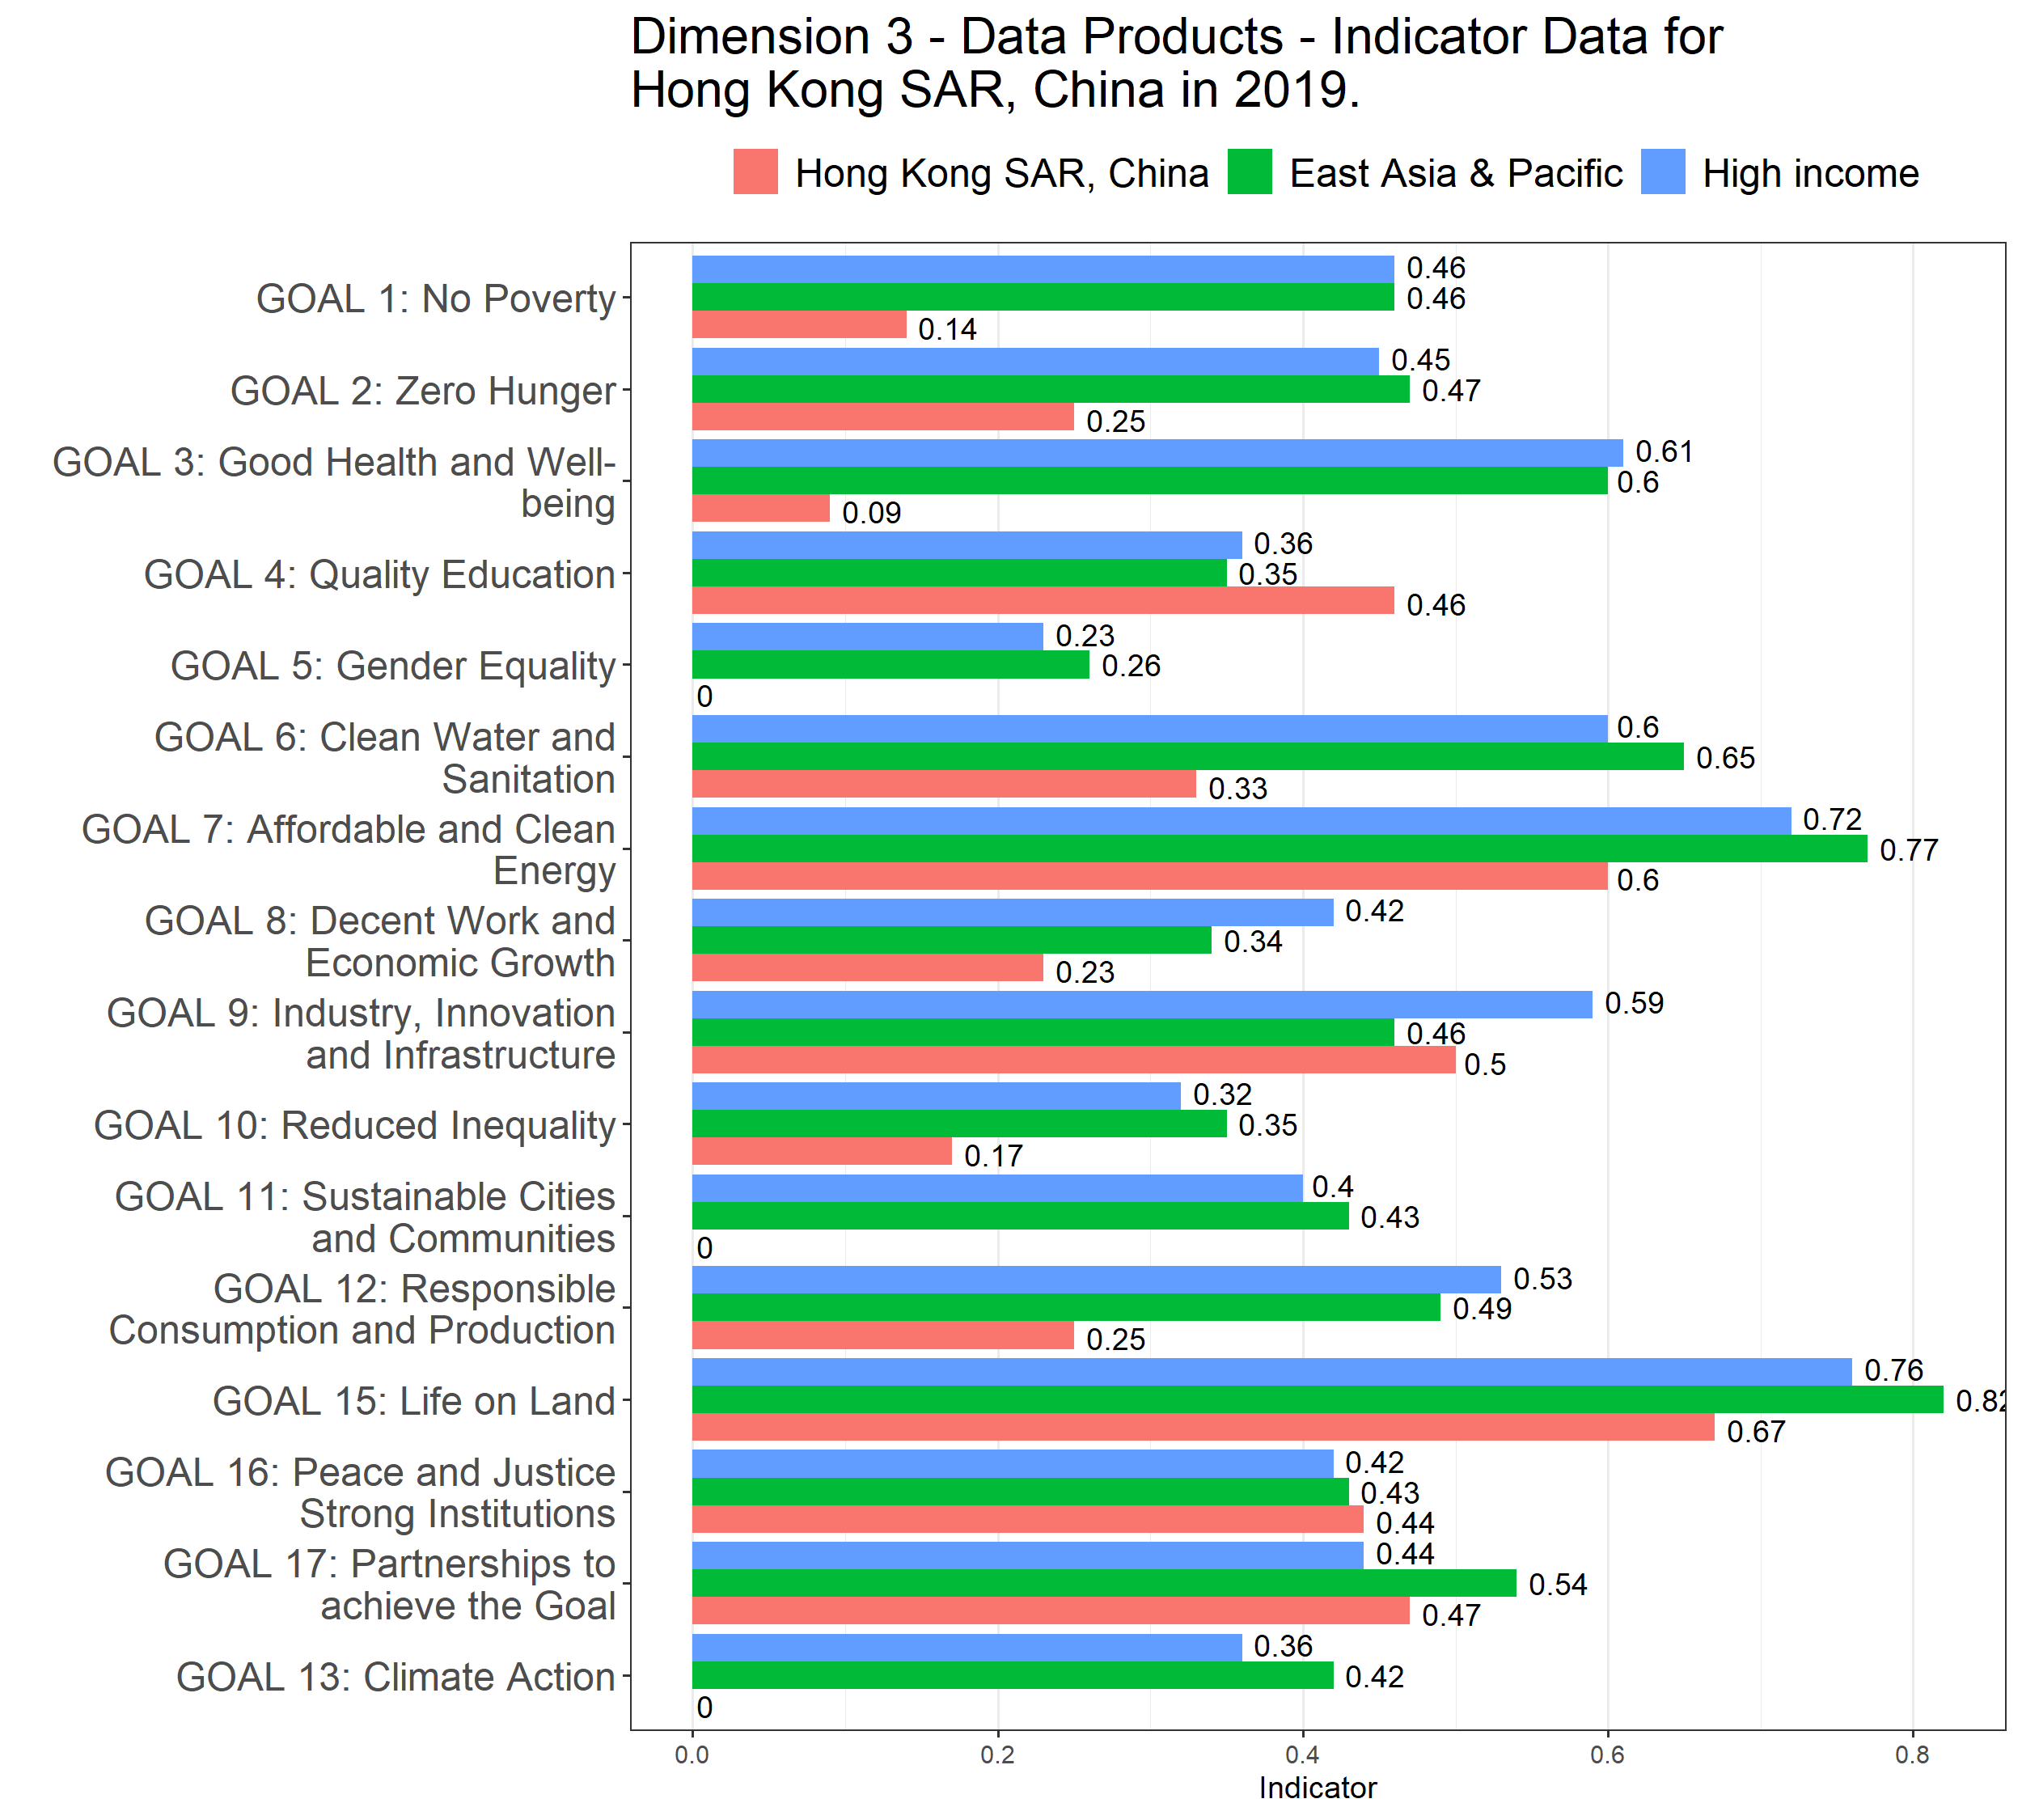 Dimension 3 - Data Products - Indicator Data for
Hong Kong SAR, China in 2019.
Hong Kong SAR, China East Asia & Pacific High income
GOAL 1: No Poverty
0.46
0.46
0.14
GOAL 2: Zero Hunger
0.45
0.47
0.25
GOAL 3: Good Health and Well-
being
0.61
0.6
0.09
GOAL 4: Quality Education
0.36
0.35
0.46
GOAL 5: Gender Equality
0.23
0.26
0
GOAL 6: Clean Water and
Sanitation
0.6
0.65
0.33
GOAL 7: Affordable and Clean
Energy
0.72
0.77
0.6
GOAL 8: Decent Work and
Economic Growth
0.42
0.34
0.23
GOAL 9: Industry, Innovation
and Infrastructure
0.59
0.46
0.5
GOAL 10: Reduced Inequality
0.32
0.35
0.17
GOAL 11: Sustainable Cities
and Communities
0.4
0.43
0
GOAL 12: Responsible
Consumption and Production
0.53
0.49
0.25
GOAL 15: Life on Land
0.76
0.82
0.67
GOAL 16: Peace and Justice
Strong Institutions
0.42
0.43
0.44
GOAL 17: Partnerships to
achieve the Goal
0.44
0.54
0.47
GOAL 13: Climate Action
0.36
0.42
0
0.0 0.2 0.4 0.6 0.8
Indicator